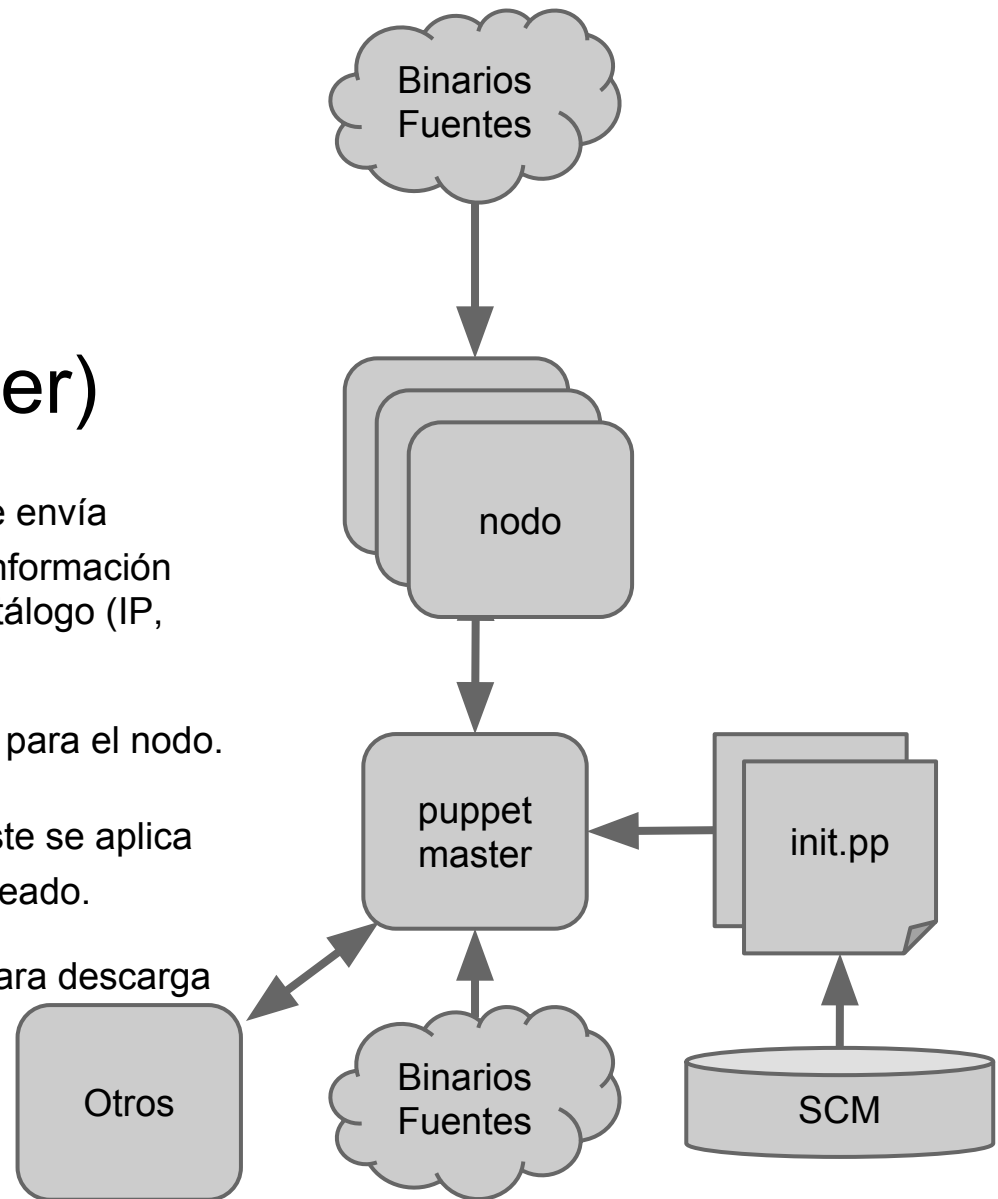 Binarios
Fuentes
er)
e envía
nformación
tálogo (IP,
para el nodo.
ste se aplica
eado.
ara descarga
nodo
puppet
master
init.pp
Otros
Binarios
Fuentes
SCM